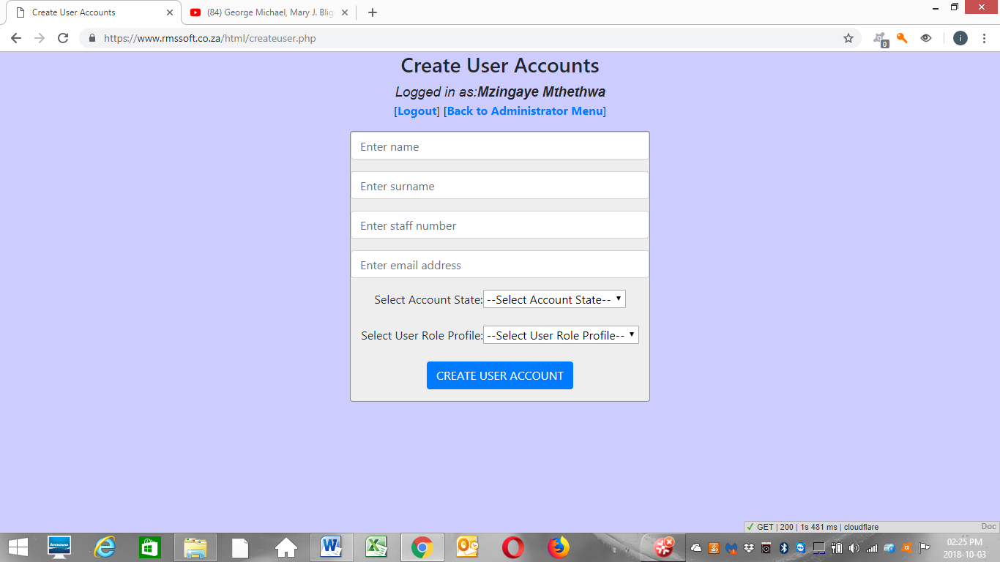 Create User Accounts
(84) George Michael, Mary J. Blig
https://www.rmssoft.co.za/html/createuser.php
0
i
Create User Accounts
Logged in as:Mzingaye Mthethwa
[Logout] [Back to Administrator Menu]
Enter name
Enter surname
Enter staff number
Enter email address
Select Account State:--Select Account State--
Select User Role Profile:--Select User Role Profile--
CREATE USER ACCOUNT
GET | 200 | 1s 481 ms | cloudflare
Doc
lenovo
02:25 PM
2018-10-03